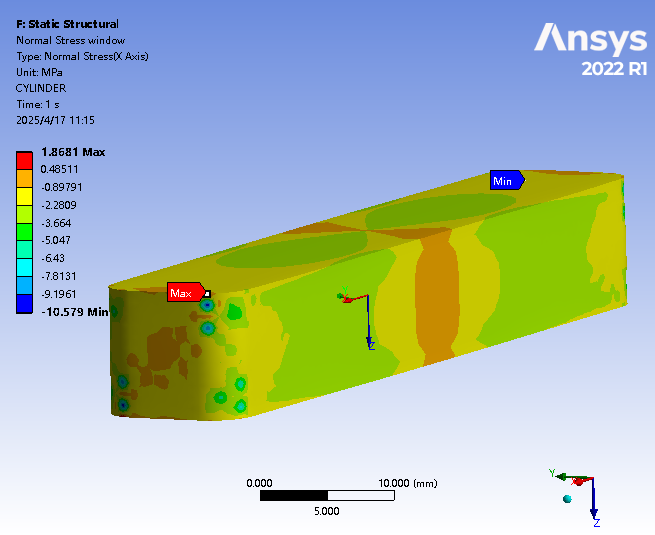 F: Static Structural
Normal Stress window
Type: Normal Stress(X Axis)
Unit: MPa
CYLINDER
Time: 1 s
2025/4/17 11:15
Ansys
2022 R1
1.8681 Max
0.48511
-0.89791
-2.2809
-3.664
-5.047
-6.43
-7.8131
-9.1961
-10.579 Min
Min
Max
Z
0.000
10.000 (mm)
5.000
Y
Z